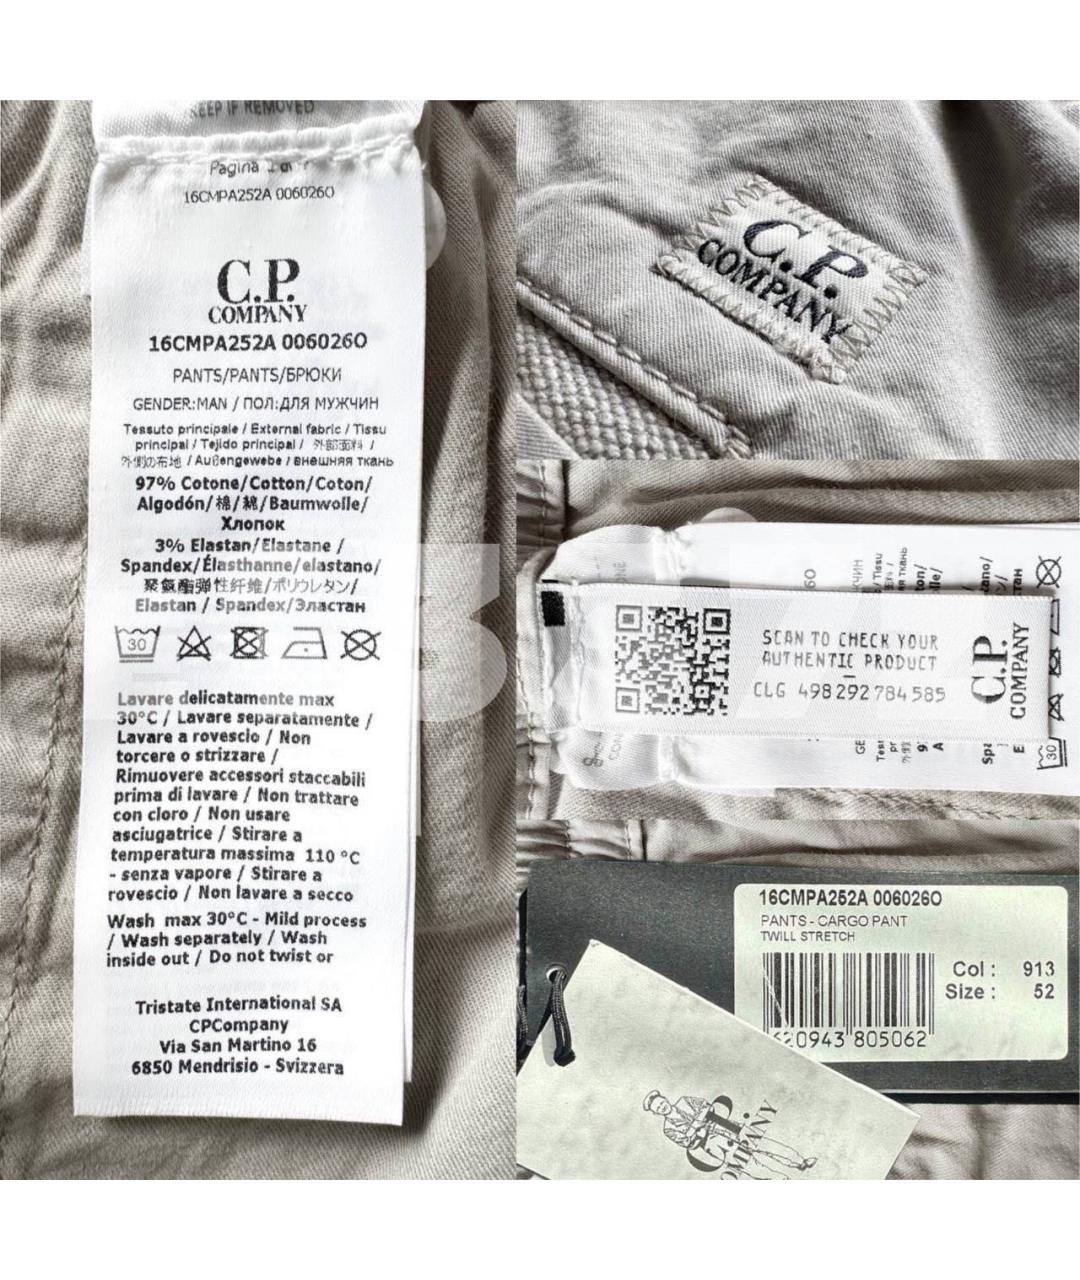 KEEP IF REMOVED
Pagina
16CMPA252A 006026O
C.P.
COMPANY
16CMPA252A 006026O
PANTS/PANTS/БРЮКИ
GENDER:MAN / ПОЛ:ДЛЯ МУЖЧИН
Tessuto principale / External fabric / Tissu
principal / Tejido principal / 外部面料 /
外側の布地 / Außengewebe / внешняя ткань
97% Cotone/Cotton/Coton/
Algodón/棉/綿/Baumwolle/
Хлопок
3% Elastan/Elastane /
Spandex/Élasthanne/elastano/
聚氨酯弹性纤维/ポリウレタン/
Elastan / Spandex/Эластан
30
Lavare delicatamente max
30°C / Lavare separatamente /
Lavare a rovescio / Non
torcere o strizzare /
Rimuovere accessori staccabili
prima di lavare / Non trattare
con cloro / Non usare
asciugatrice / Stirare a
temperatura massima 110 °C
- senza vapore / Stirare a
rovescio / Non lavare a secco
Wash max 30°C - Mild process
/ Wash separately / Wash
inside out / Do not twist or
Tristate International SA
CPCompany
Via San Martino 16
6850 Mendrisio - Svizzera
C.P.
COMPANY
SCAN TO CHECK YOUR
AUTHENTIC PRODUCT
CLG 498292784585
C.P.
COMPANY
30
16CMPA252A 006026O
PANTS - CARGO PANT
TWILL STRETCH
Col : 913
Size : 52
620943 805062
C.P.
COMPANY